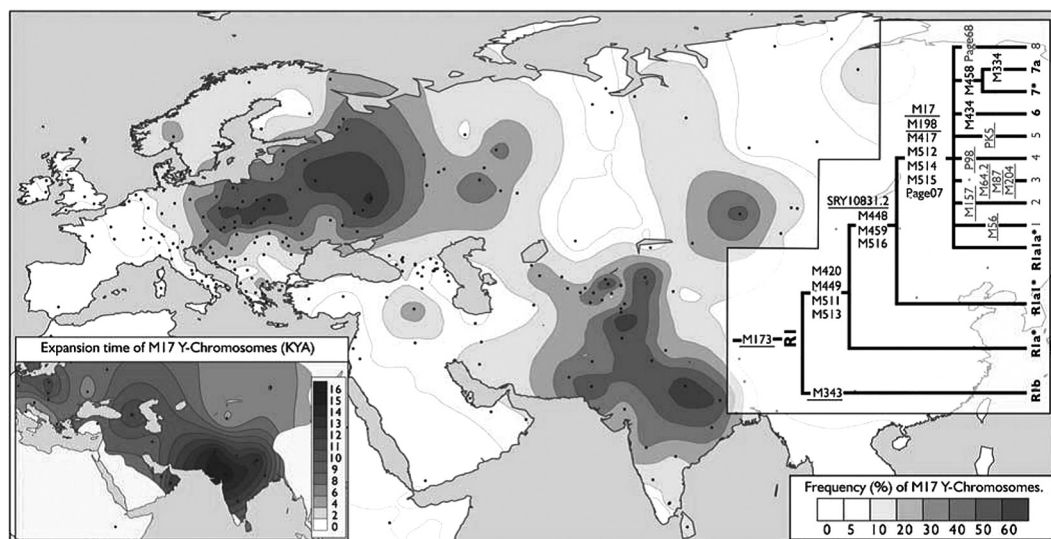 Page68
8
M334
7a
M458
7*
M434
6
M17
M198
M417
M512
M514
M515
Page07
PK5
5
P98
4
M64.2
M87
M204
3
M157
2
M56
1
R1a1a*
SRY10831.2
M448
M459
M516
R1a1*
M420
M449
M511
M513
R1a*
M173
R1
M343
R1b
Expansion time of M17 Y-Chromosomes (KYA)
16
15
14
13
12
11
10
9
8
6
4
2
0
Frequency (%) of M17 Y-Chromosomes.
0 5 10 20 30 40 50 60